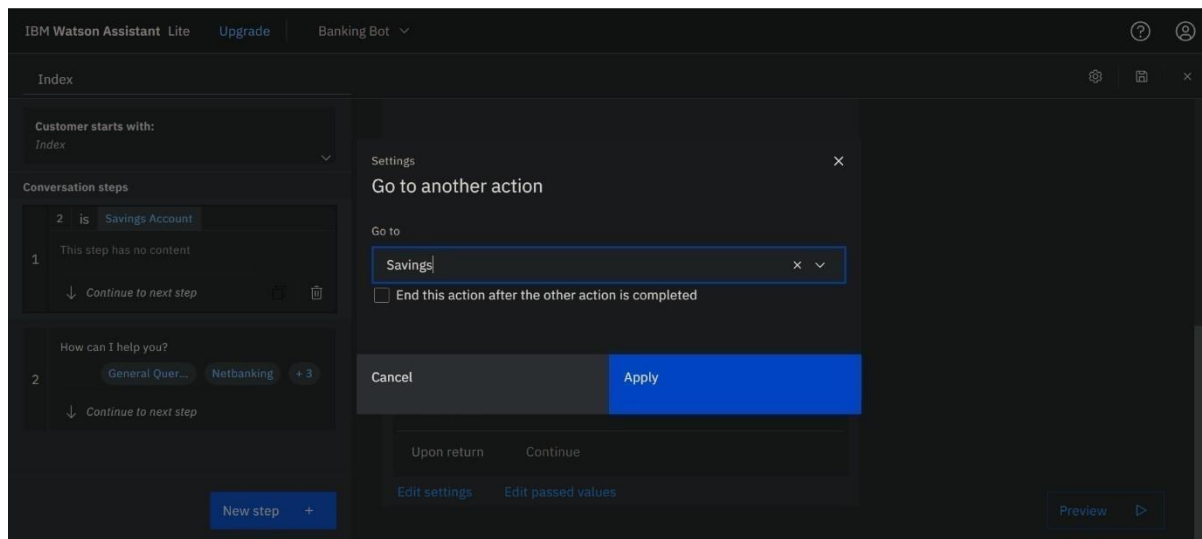 IBM Watson Assistant Lite Upgrade Banking Bot
Index
Customer starts with:
Index
Conversation steps
2 is Savings Account
This step has no content
1
Continue to next step
How can I help you?
General Quer... Netbanking + 3
2
Continue to next step
New step +
Settings
Go to another action
Go to
Savings
End this action after the other action is completed
Cancel Apply
Upon return Continue
Edit settings Edit passed values
Preview